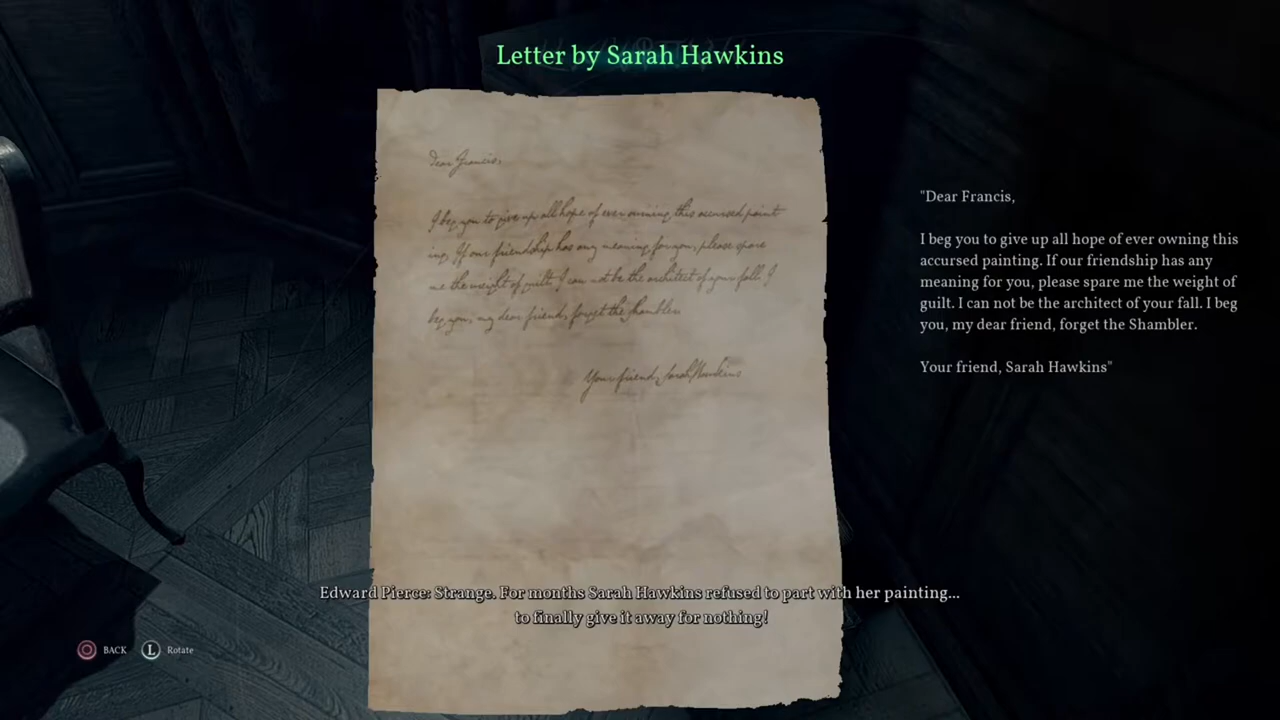 Letter by Sarah Hawkins
Dear Francis,
I beg you to give up all hope of ever owning this accursed paint
ing. If our friendship has any meaning for you, please spare
me the weight of guilt. I can not be the architect of your fall. I
beg you, my dear friend, forget the Shambler.
Your friend, Sarah Hawkins
"Dear Francis,
I beg you to give up all hope of ever owning this
accursed painting. If our friendship has any
meaning for you, please spare me the weight of
guilt. I can not be the architect of your fall. I beg
you, my dear friend, forget the Shambler.
Your friend, Sarah Hawkins"
Edward Pierce: Strange. For months Sarah Hawkins refused to part with her painting...
to finally give it away for nothing!
BACK
L
Rotate